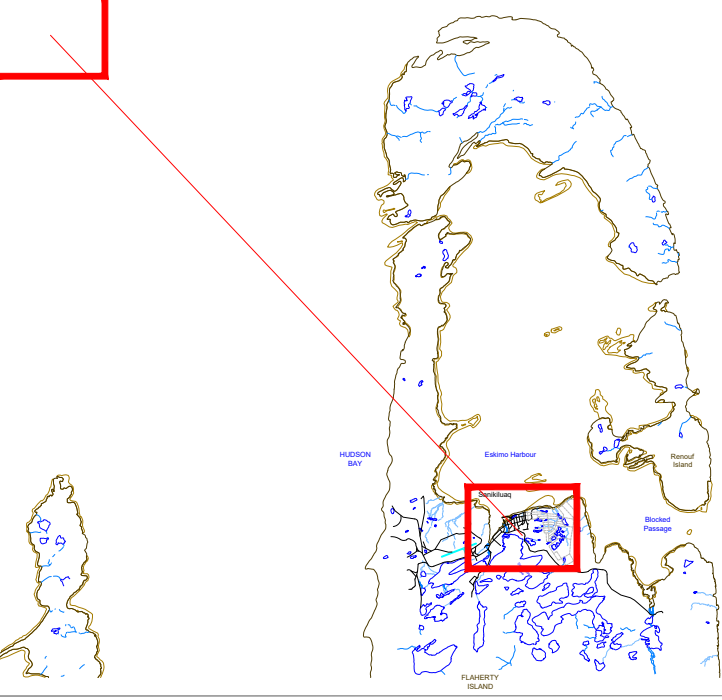 HUDSON
BAY
Eskimo Harbour
Renouf
Island
Sanikiluaq
Blocked
Passage
FLAHERTY
ISLAND